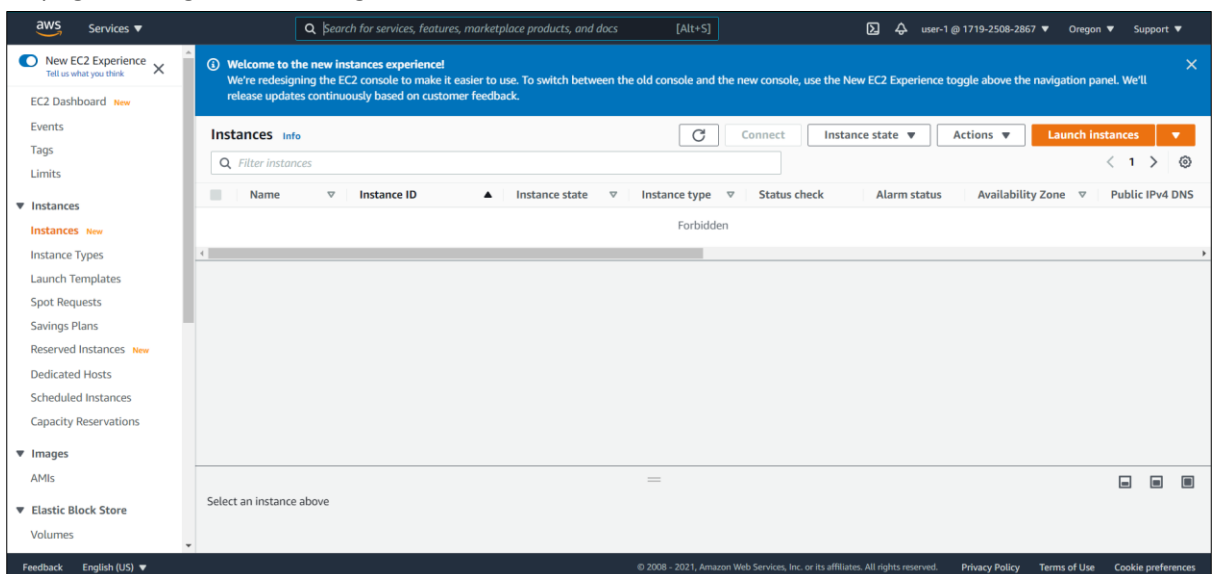 aws Services ▼ Search for services, features, marketplace products, and docs [Alt+S] user-1 @ 1719-2508-2867 ▼ Oregon ▼ Support ▼
New EC2 Experience
Tell us what you think
EC2 Dashboard New
Events
Tags
Limits
Instances
Instances New
Instance Types
Launch Templates
Spot Requests
Savings Plans
Reserved Instances New
Dedicated Hosts
Scheduled Instances
Capacity Reservations
Images
AMIs
Elastic Block Store
Volumes
Welcome to the new instances experience!
We're redesigning the EC2 console to make it easier to use. To switch between the old console and the new console, use the New EC2 Experience toggle above the navigation panel. We'll
release updates continuously based on customer feedback.
Instances Info Connect Instance state ▼ Actions ▼ Launch instances ▼
Filter instances < 1 >
Name Instance ID Instance state Instance type Status check Alarm status Availability Zone Public IPv4 DNS
Forbidden
Select an instance above
Feedback English (US) ▼ © 2008 - 2021, Amazon Web Services, Inc. or its affiliates. All rights reserved. Privacy Policy Terms of Use Cookie preferences